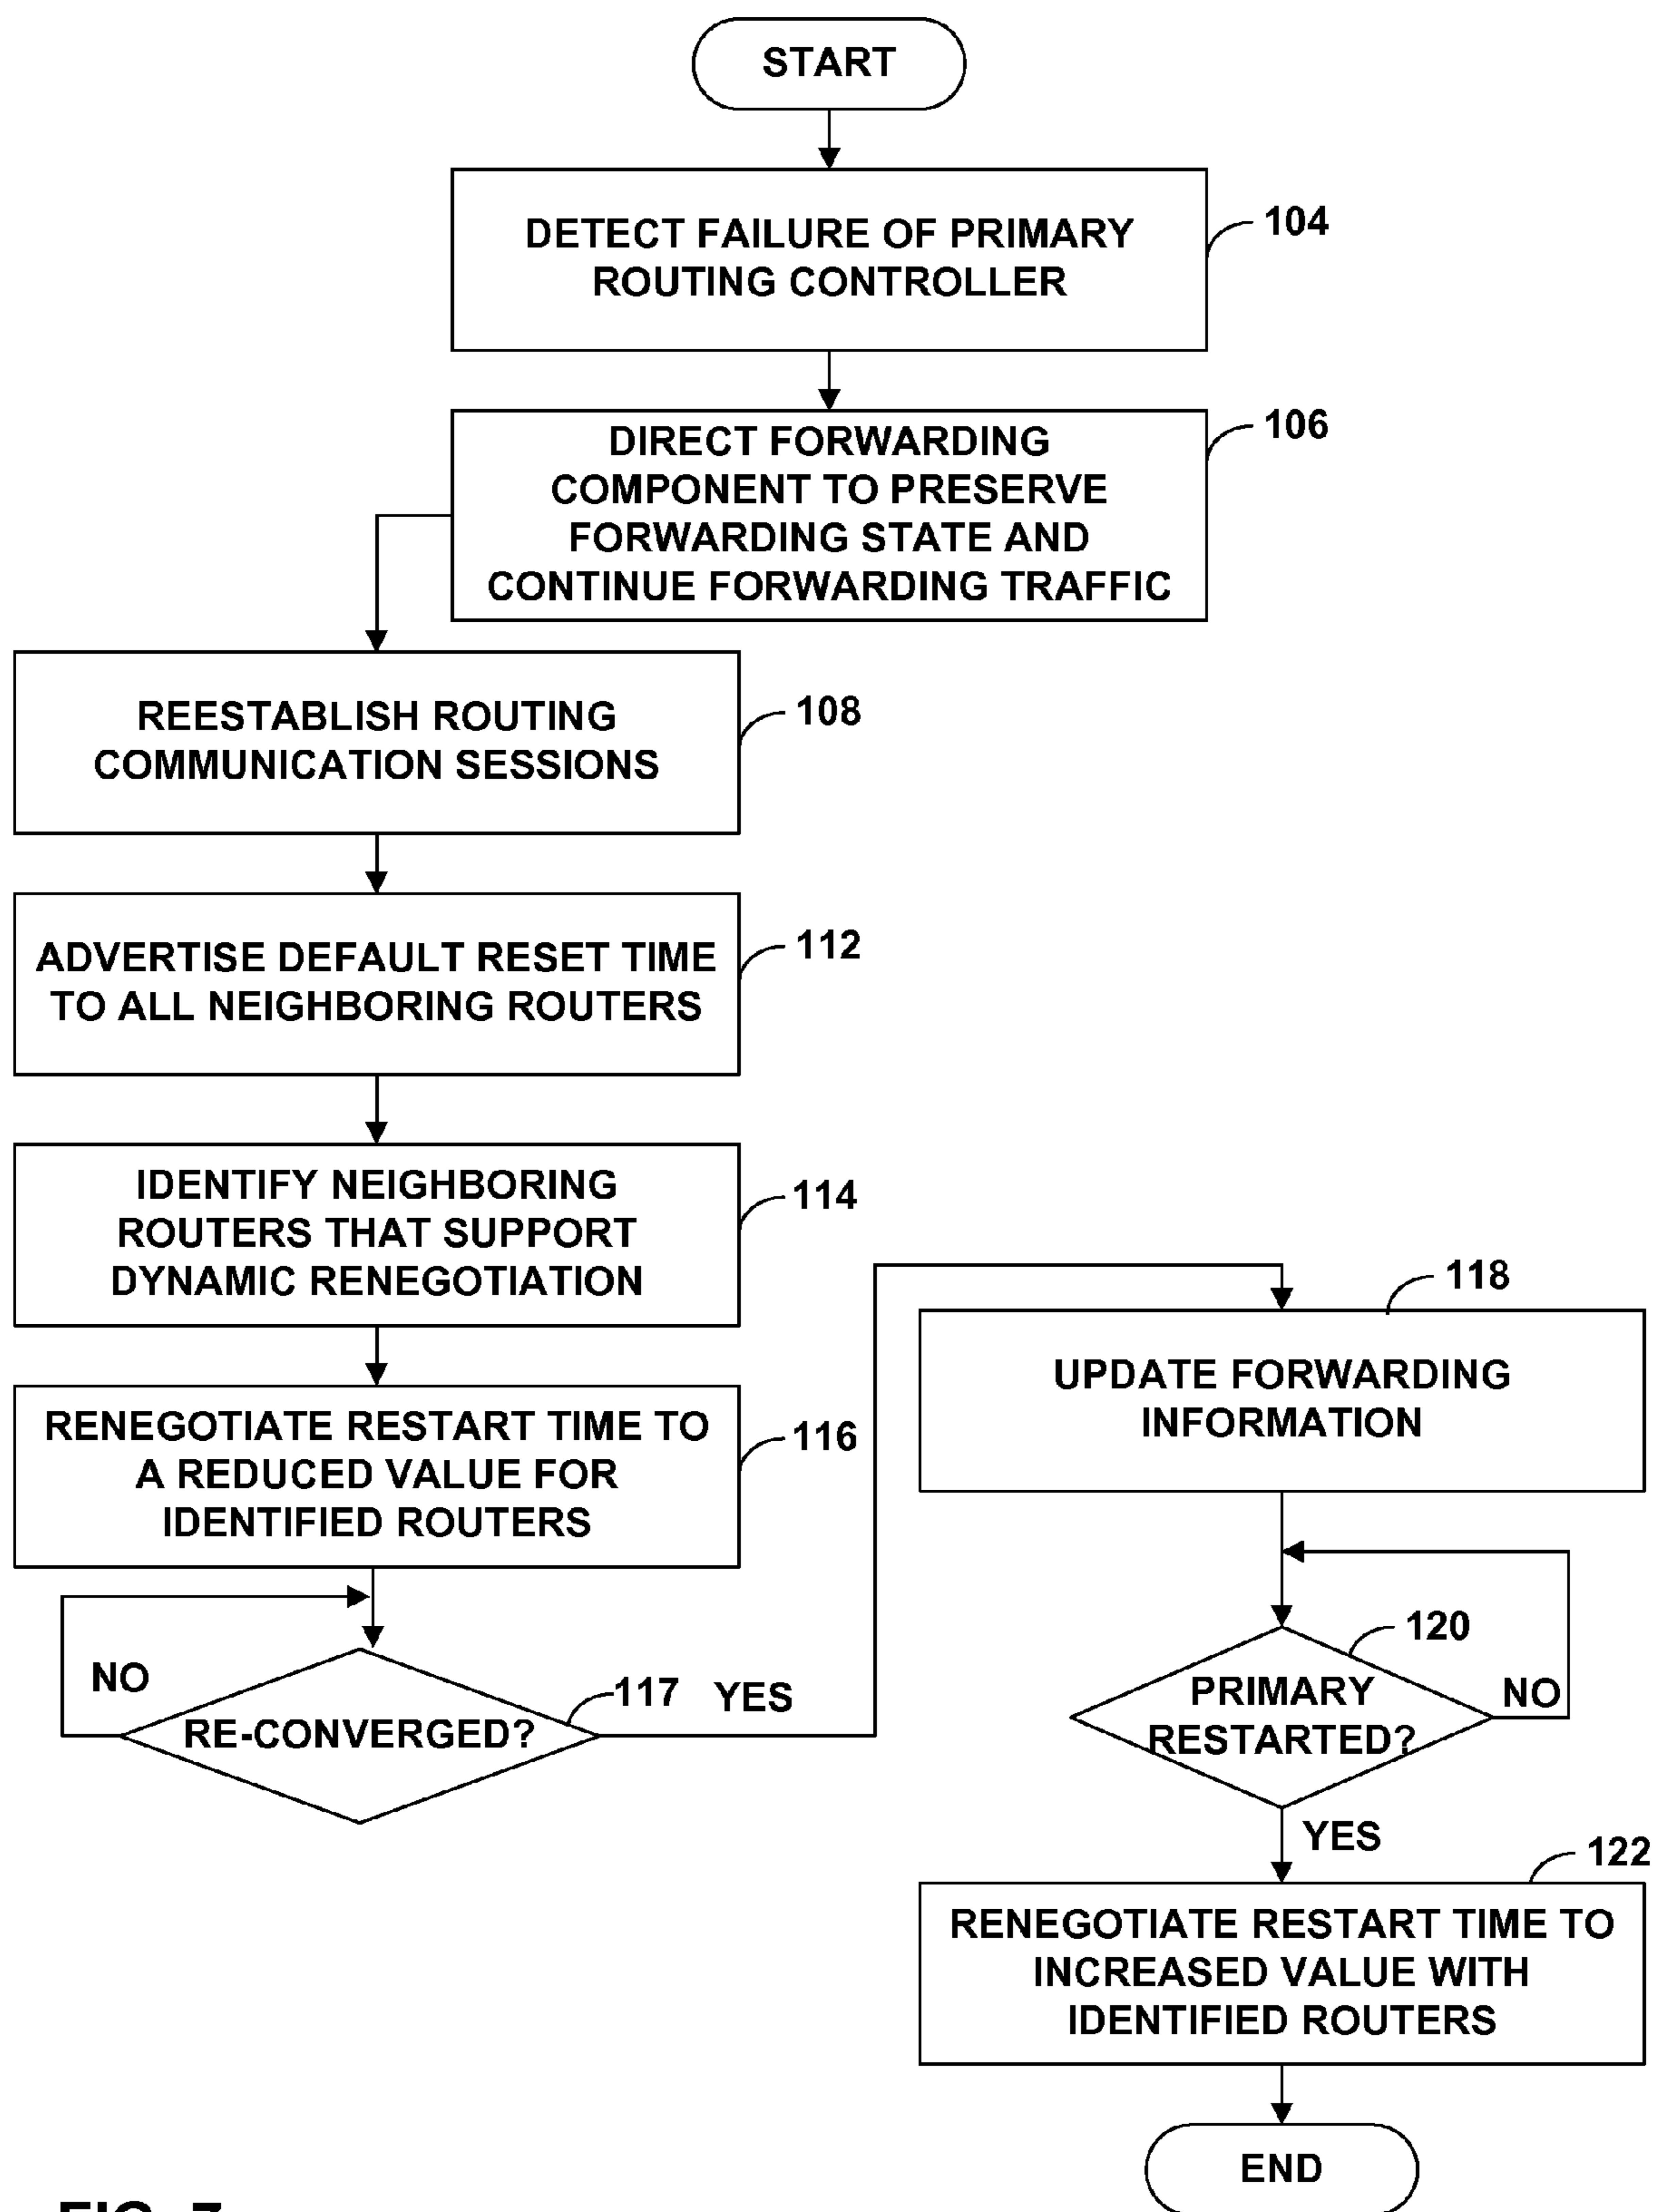 START
DETECT FAILURE OF PRIMARY
ROUTING CONTROLLER
104
DIRECT FORWARDING
COMPONENT TO PRESERVE
FORWARDING STATE AND
CONTINUE FORWARDING TRAFFIC
106
REESTABLISH ROUTING
COMMUNICATION SESSIONS
108
ADVERTISE DEFAULT RESET TIME
TO ALL NEIGHBORING ROUTERS
112
IDENTIFY NEIGHBORING
ROUTERS THAT SUPPORT
DYNAMIC RENEGOTIATION
114
RENEGOTIATE RESTART TIME TO
A REDUCED VALUE FOR
IDENTIFIED ROUTERS
116
NO
RE-CONVERGED?
117
YES
118
UPDATE FORWARDING
INFORMATION
120
PRIMARY
RESTARTED?
NO
YES
122
RENEGOTIATE RESTART TIME TO
INCREASED VALUE WITH
IDENTIFIED ROUTERS
END